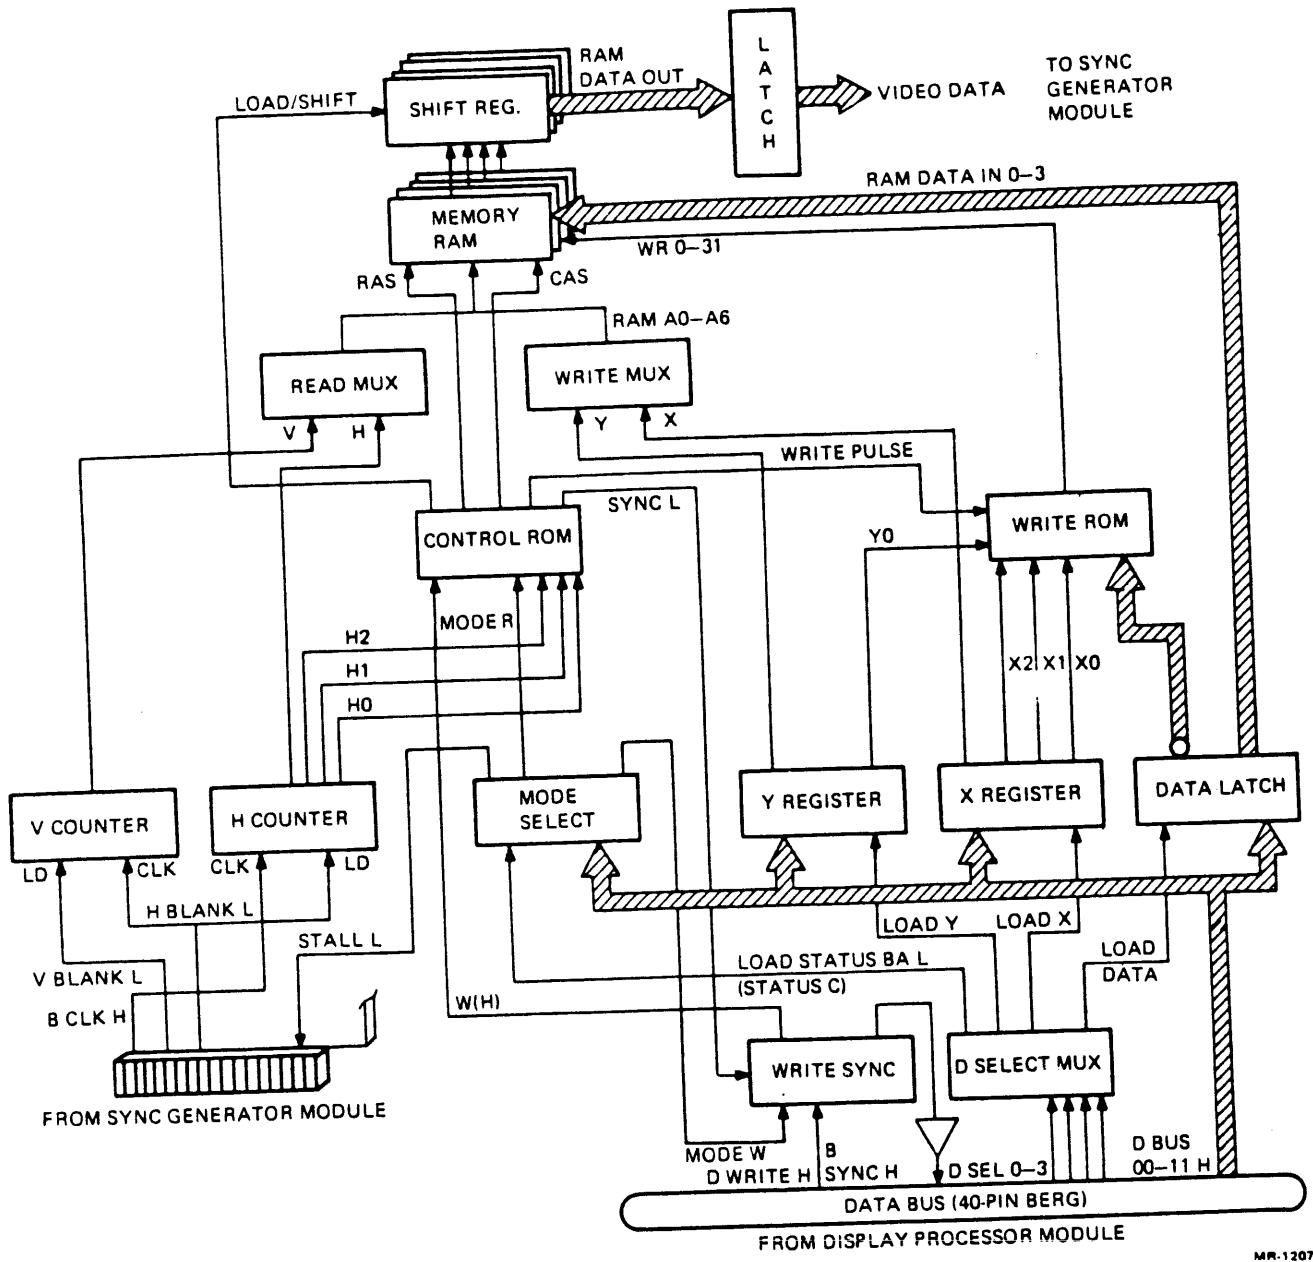 RAM
DATA OUT
L
A
T
C
H
VIDEO DATA
TO SYNC
GENERATOR
MODULE
LOAD/SHIFT
SHIFT REG.
RAM DATA IN 0–3
MEMORY
RAM
WR 0–31
RAS
CAS
RAM A0–A6
READ MUX
WRITE MUX
V
H
Y
X
WRITE PULSE
SYNC L
CONTROL ROM
WRITE ROM
Y0
MODE R
H2
H1
H0
X2
X1
X0
V COUNTER
H COUNTER
MODE
SELECT
Y REGISTER
X REGISTER
DATA LATCH
LD
CLK
CLK
LD
H BLANK L
STALL L
V BLANK L
B CLK H
LOAD Y
LOAD X
LOAD
DATA
LOAD STATUS BA L
(STATUS C)
W(H)
WRITE SYNC
D SELECT MUX
FROM SYNC GENERATOR MODULE
MODE W
D WRITE H
B
SYNC H
D SEL 0–3
D BUS
00–11 H
DATA BUS (40-PIN BERG)
FROM DISPLAY PROCESSOR MODULE
MR-1207